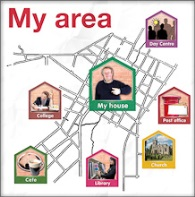 My area
Day Centre
My house
College
Post office
Cafe
Library
Church